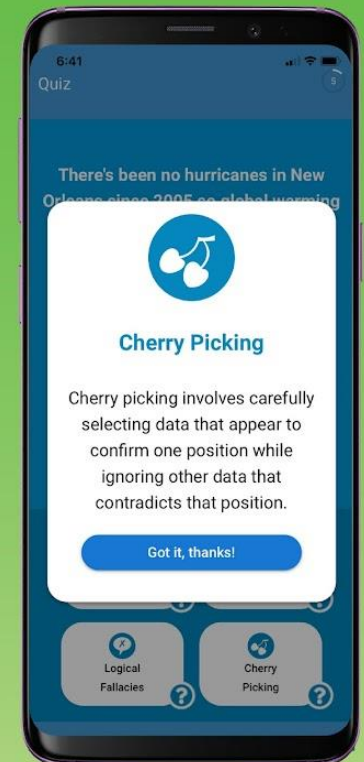 6:41
Quiz
5
There's been no hurricanes in New
Orleans since 2005 so global warming
Cherry Picking
Cherry picking involves carefully
selecting data that appear to
confirm one position while
ignoring other data that
contradicts that position.
Got it, thanks!
? ?
Logical Cherry
Fallacies ? Picking ?